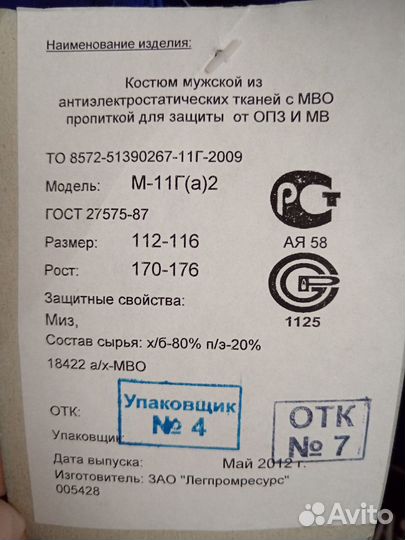 Наименование изделия:
Костюм мужской из
антиэлектростатических тканей с МВО
пропиткой для защиты от ОПЗ И МВ
ТО 8572-51390267-11Г-2009
Модель: М-11Г(а)2
ГОСТ 27575-87
Размер: 112-116
АЯ 58
Рост: 170-176
Защитные свойства:
Миз,
1125
Состав сырья: х/б-80% п/э-20%
18422 а/х-МВО
ОТК:
Упаковщик
№ 4
ОТК
№ 7
Упаковщик:
Дата выпуска: Май 2012 г.
Изготовитель: ЗАО "Легпромресурс"
005428
Avito